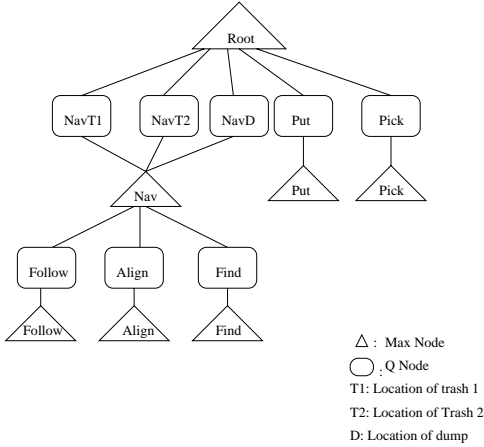 Root
NavT1 NavT2 NavD Put Pick
Nav Put Pick
Follow Align Find
Follow Align Find
: Max Node
: Q Node
T1: Location of trash 1
T2: Location of Trash 2
D: Location of dump